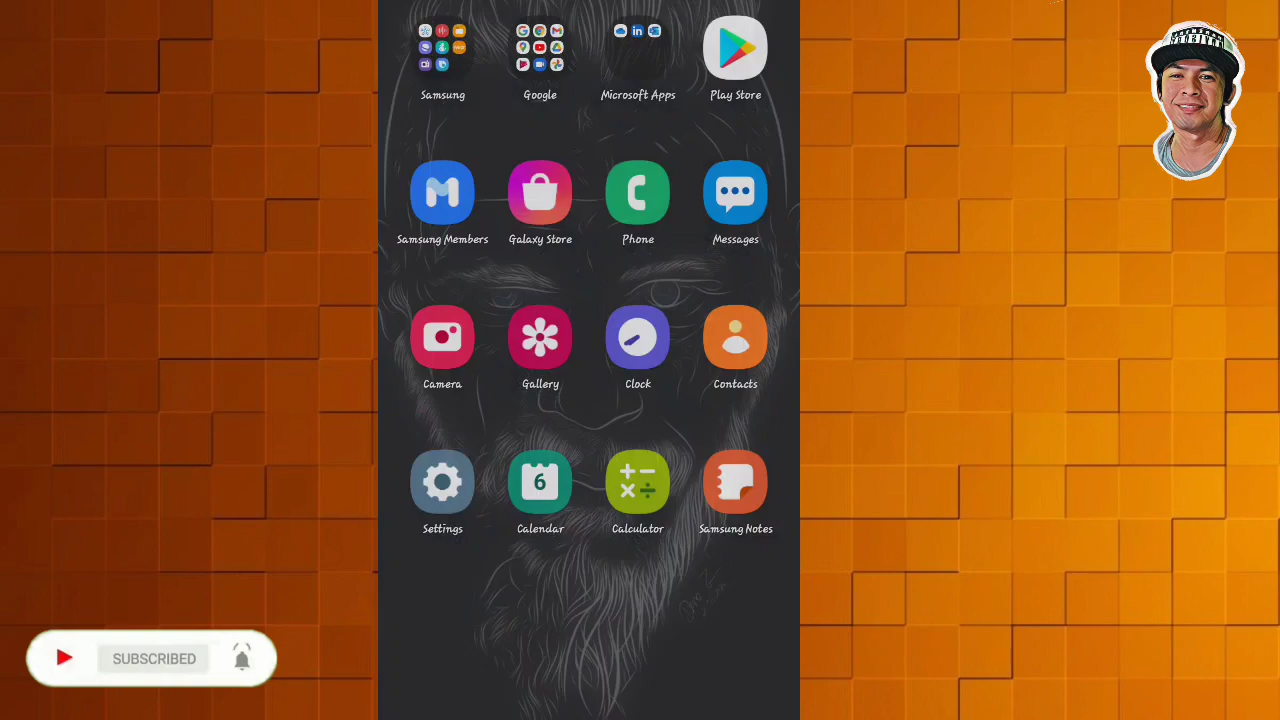 Samsung
Google
Microsoft Apps
Play Store
Samsung Members
Galaxy Store
Phone
Messages
Camera
Gallery
Clock
Contacts
6
Settings
Calendar
Calculator
Samsung Notes
SUBSCRIBED